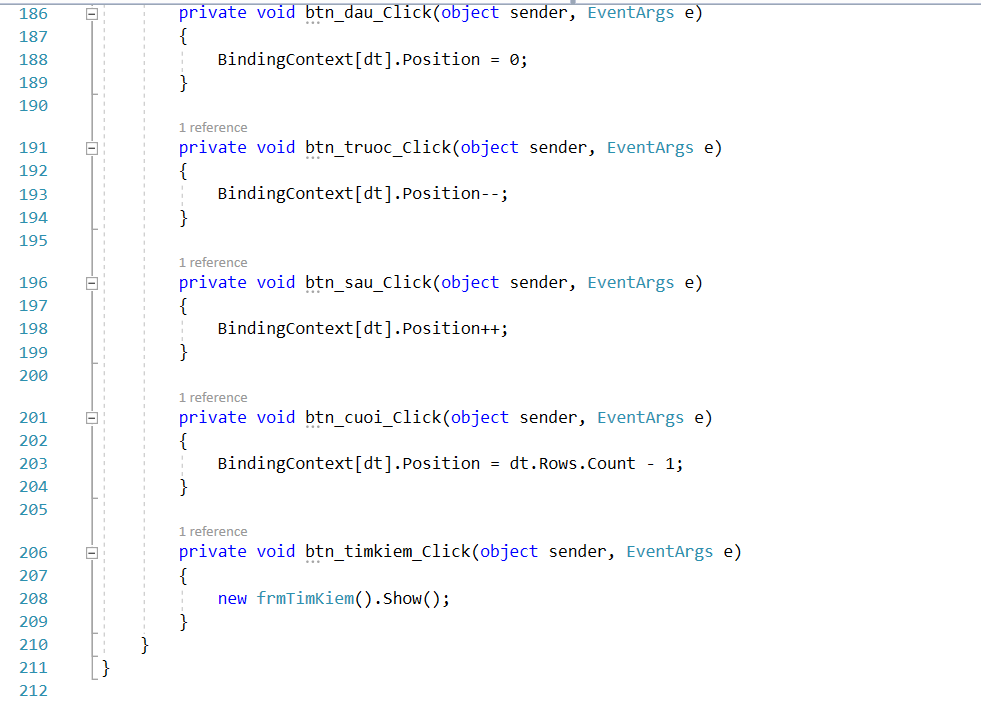 186 private void btn_dau_Click(object sender, EventArgs e)
187 {
188 BindingContext[dt].Position = 0;
189 }
190
1 reference
191 private void btn_truoc_Click(object sender, EventArgs e)
192 {
193 BindingContext[dt].Position--;
194 }
195
1 reference
196 private void btn_sau_Click(object sender, EventArgs e)
197 {
198 BindingContext[dt].Position++;
199 }
200
1 reference
201 private void btn_cuoi_Click(object sender, EventArgs e)
202 {
203 BindingContext[dt].Position = dt.Rows.Count - 1;
204 }
205
1 reference
206 private void btn_timkiem_Click(object sender, EventArgs e)
207 {
208 new frmTimKiem().Show();
209 }
210 }
211 }
212